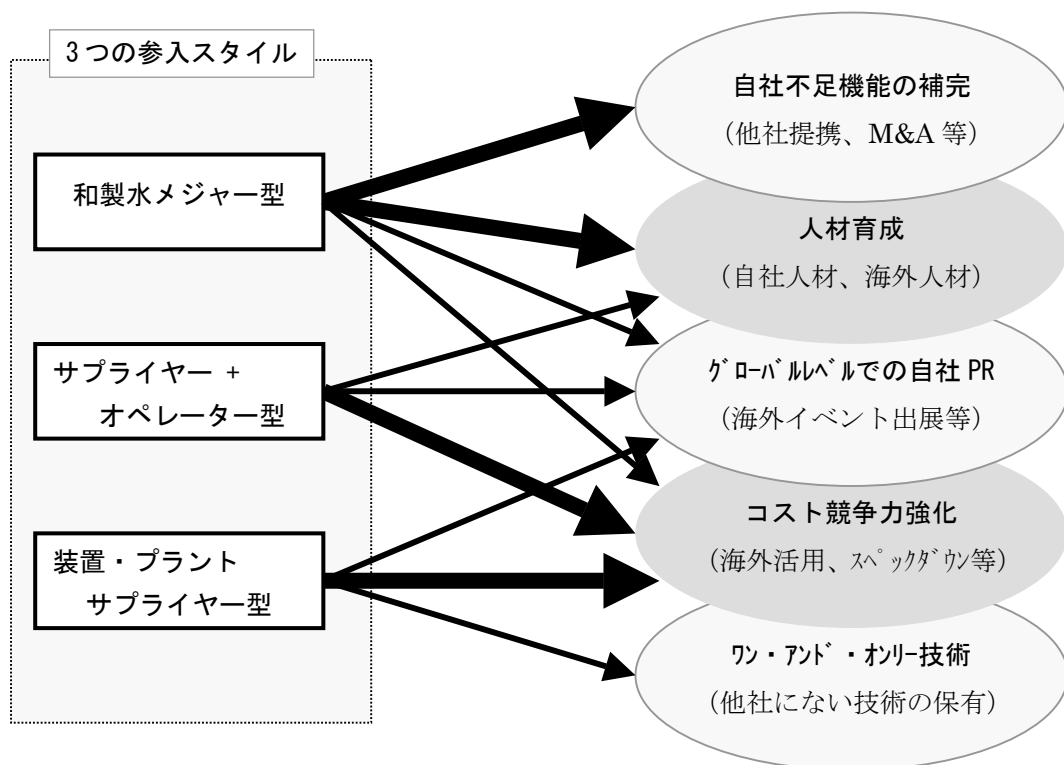 3つの参入スタイル
和製水メジャー型
サプライヤー +
オペレーター型
装置・プラント
サプライヤー型
自社不足機能の補完
（他社提携、M&A 等）
人材育成
（自社人材、海外人材）
ｸﾞﾛｰﾊﾞﾙﾚﾍﾞﾙでの自社 PR
（海外イベント出展等）
コスト競争力強化
（海外活用、ｽﾍﾟｯｸﾀﾞｳﾝ等）
ﾜﾝ・ｱﾝﾄﾞ・ｵﾝﾘｰ技術
（他社にない技術の保有）